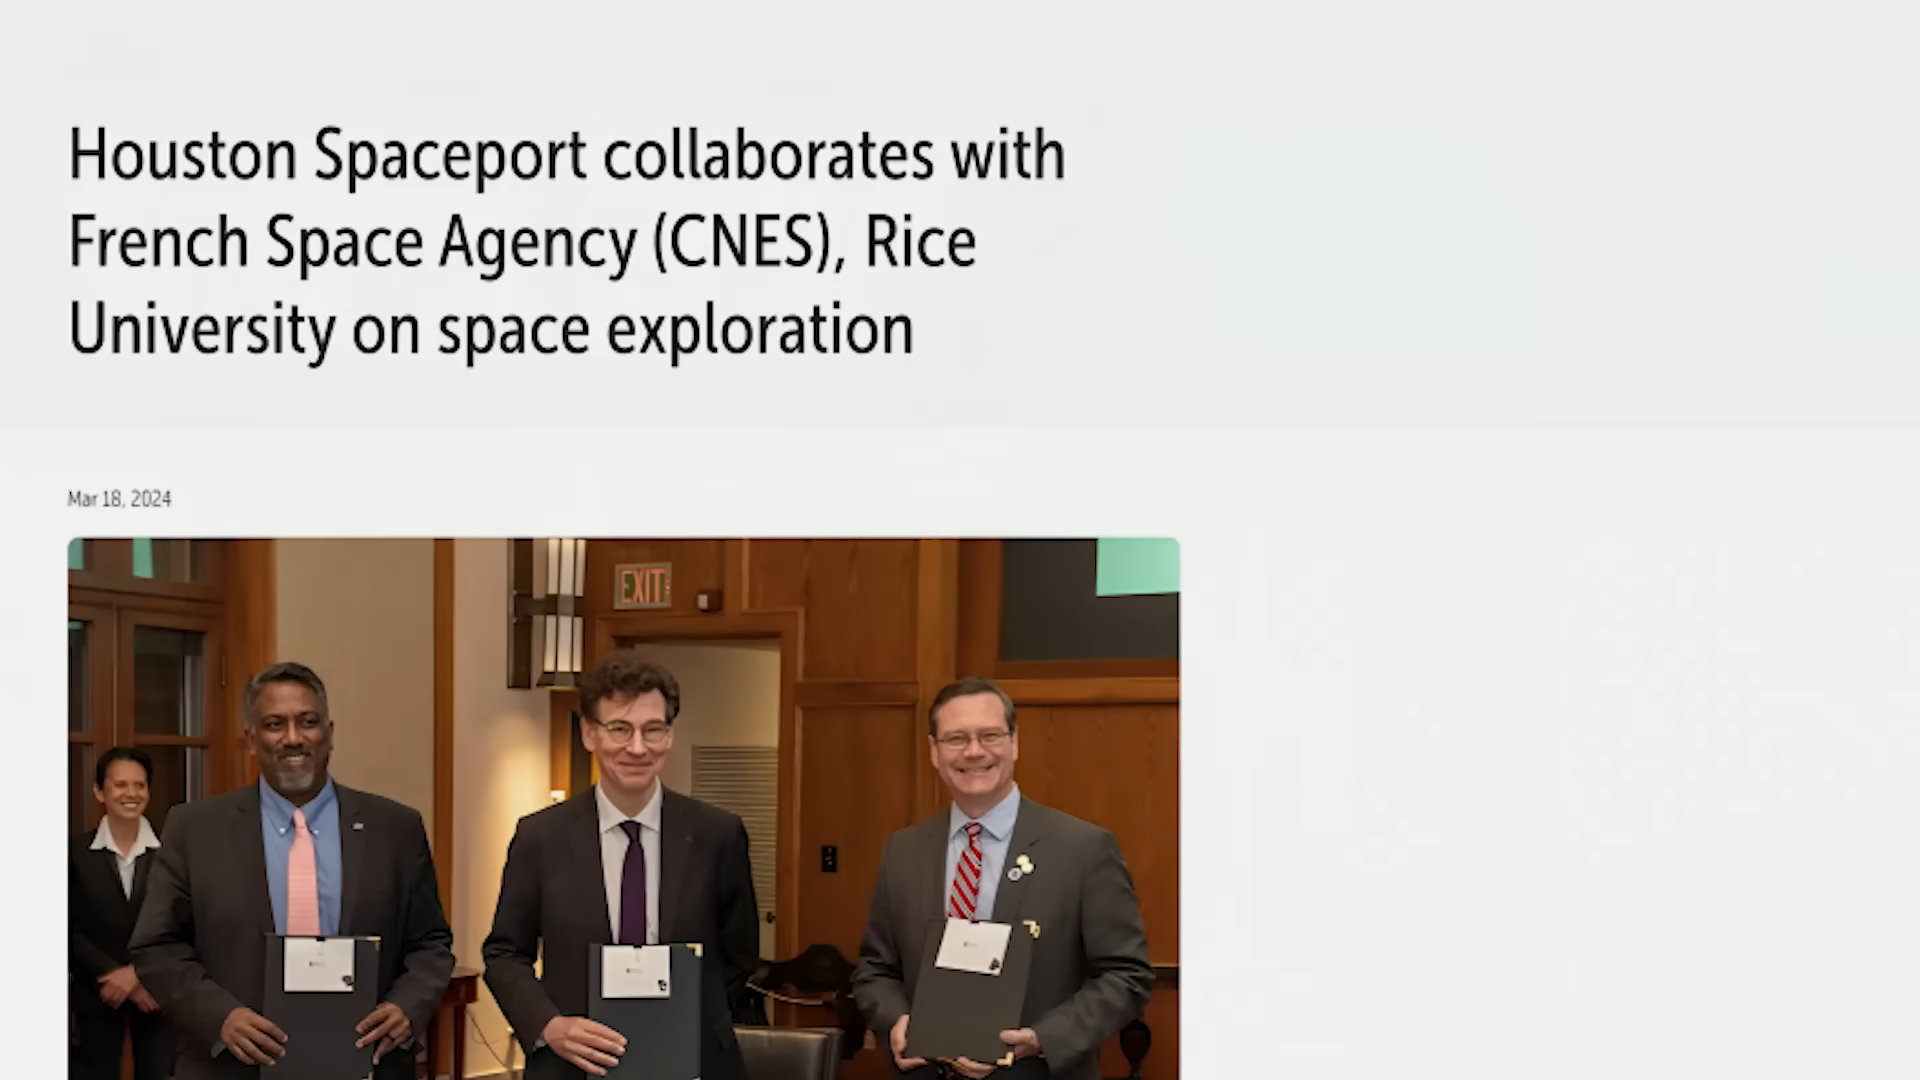 Houston Spaceport collaborates with
French Space Agency (CNES), Rice
University on space exploration
Mar 18, 2024
EXIT